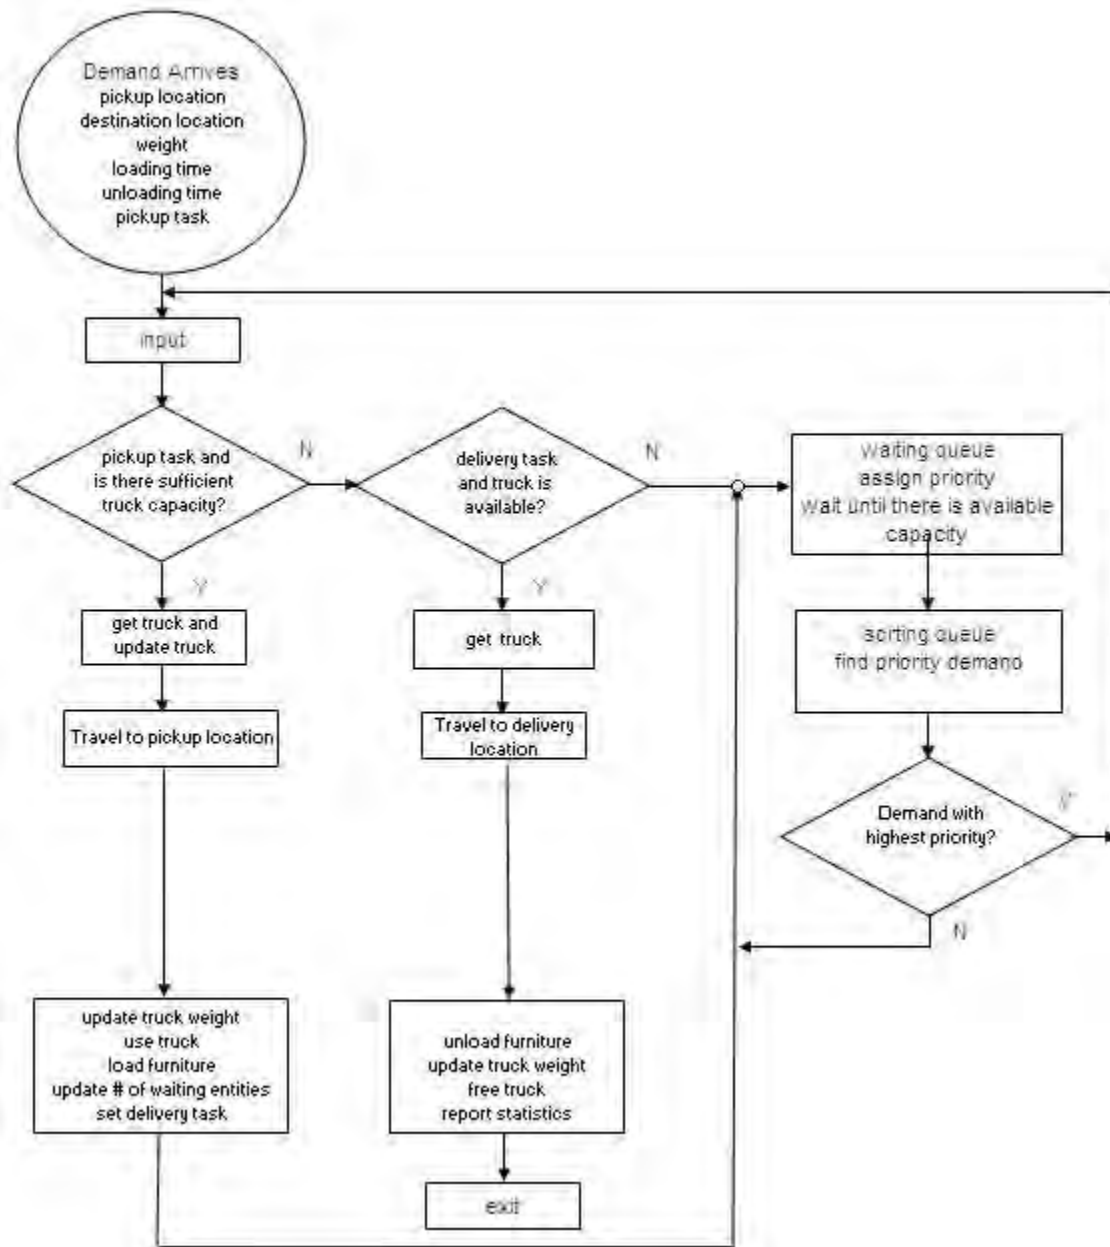 Demand Arrives
pickup location
destination location
weight
loading time
unloading time
pickup task
input
pickup task and
is there sufficient
truck capacity?
N
Y
delivery task
and truck is
available?
N
Y
waiting queue
assign priority
wait until there is available
capacity
get truck and
update truck
get truck
sorting queue
find priority demand
Travel to pickup location
Travel to delivery
location
Demand with
highest priority?
Y
N
update truck weight
use truck
load furniture
update # of waiting entities
set delivery task
unload furniture
update truck weight
free truck
report statistics
exit